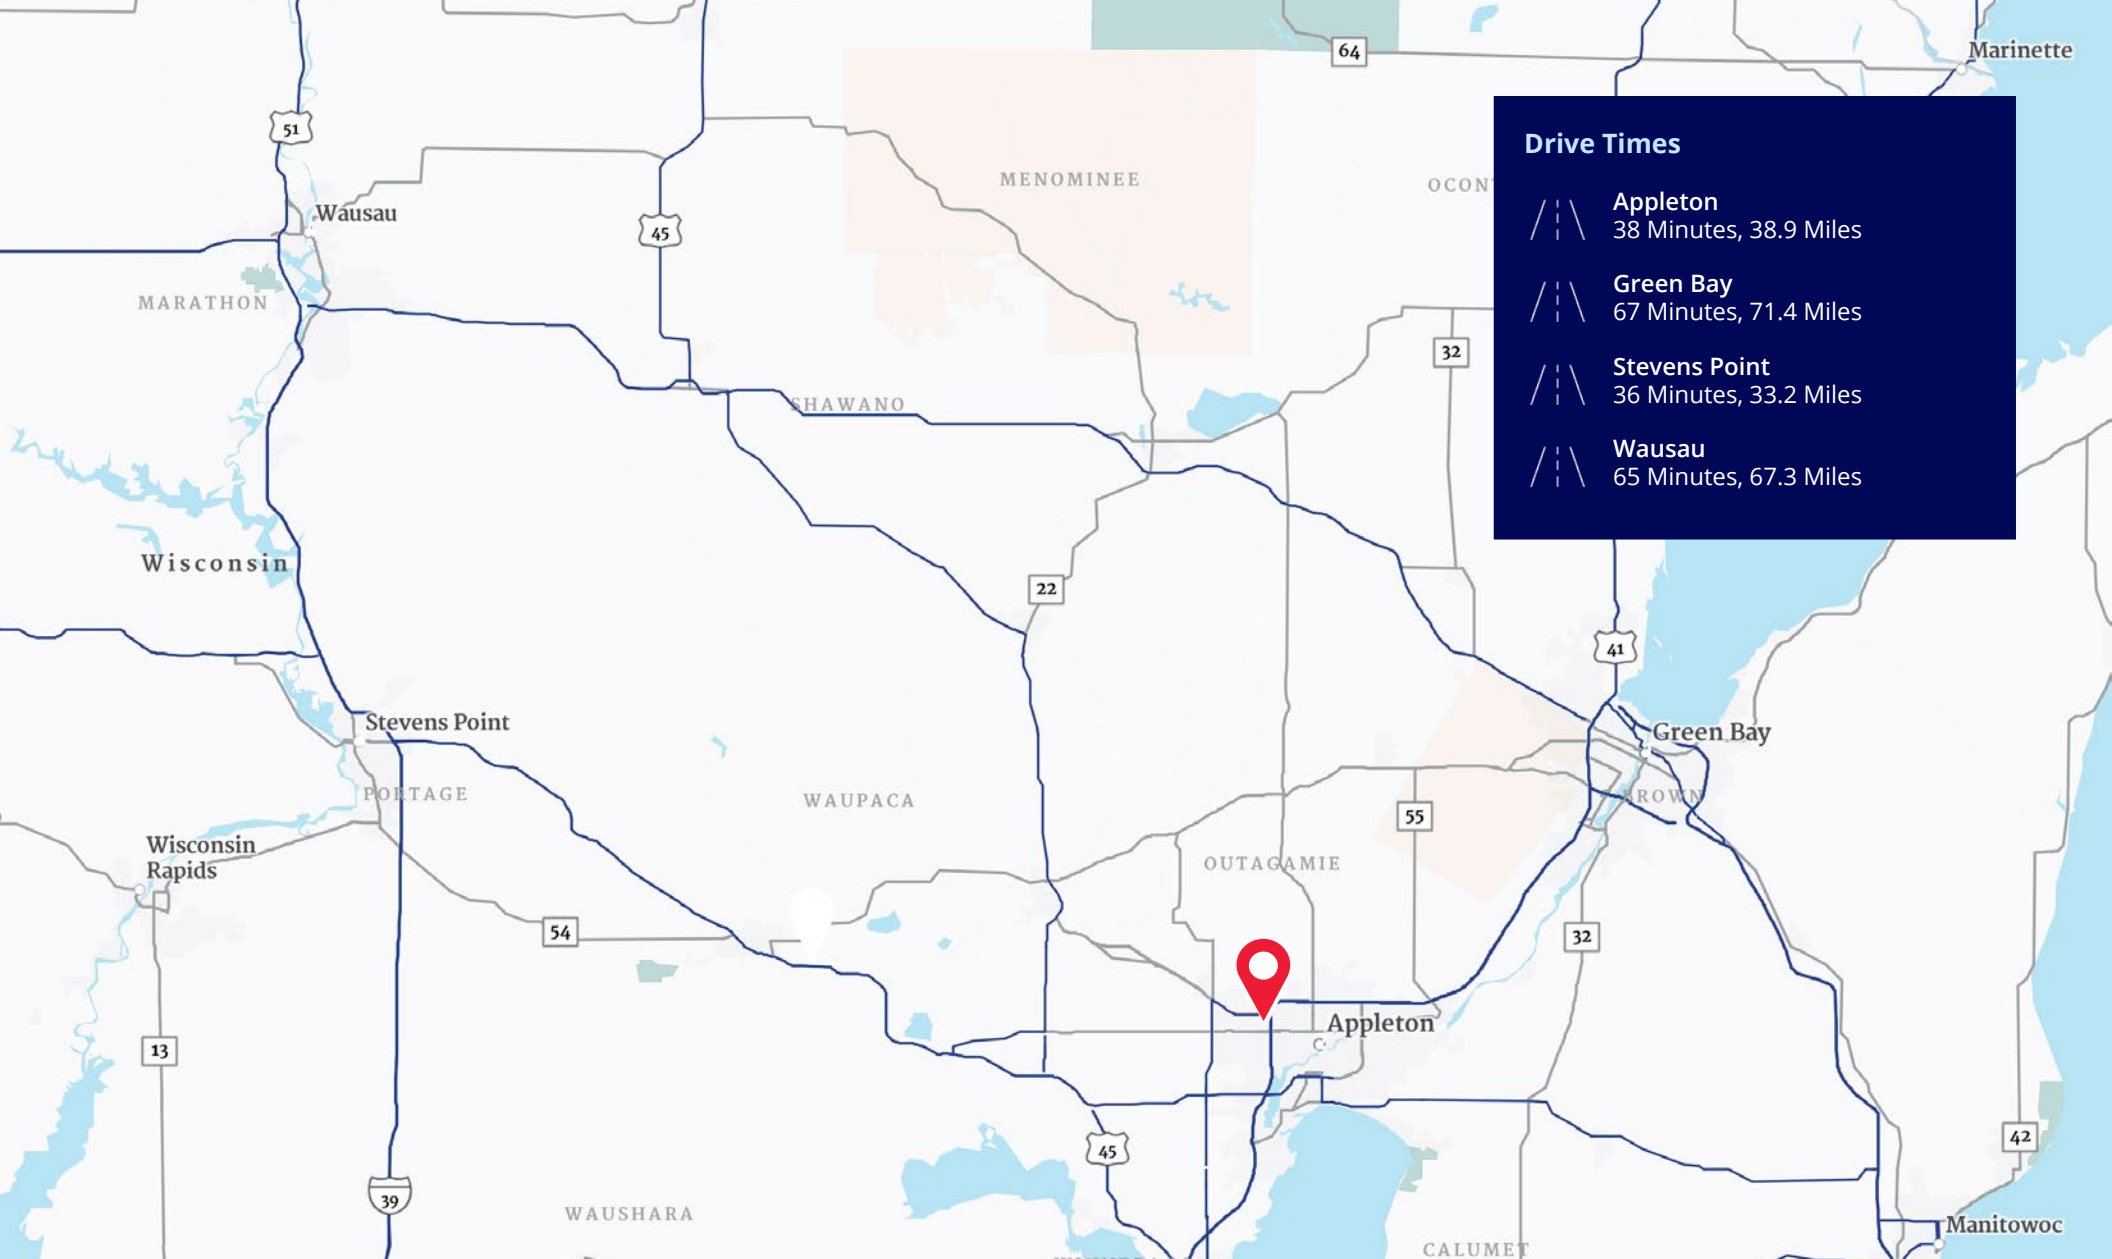 64
Marinette
51
Drive Times
MENOMINEE
OCON
Appleton
38 Minutes, 38.9 Miles
Wausau
45
Green Bay
67 Minutes, 71.4 Miles
MARATHON
32
Stevens Point
36 Minutes, 33.2 Miles
SHAWANO
Wausau
65 Minutes, 67.3 Miles
Wisconsin
22
41
Stevens Point
Green Bay
PORTAGE
WAUPACA
BROWN
55
Wisconsin
Rapids
OUTAGAMIE
54
32
Appleton
13
45
42
39
WAUSHARA
Manitowoc
CALUMET